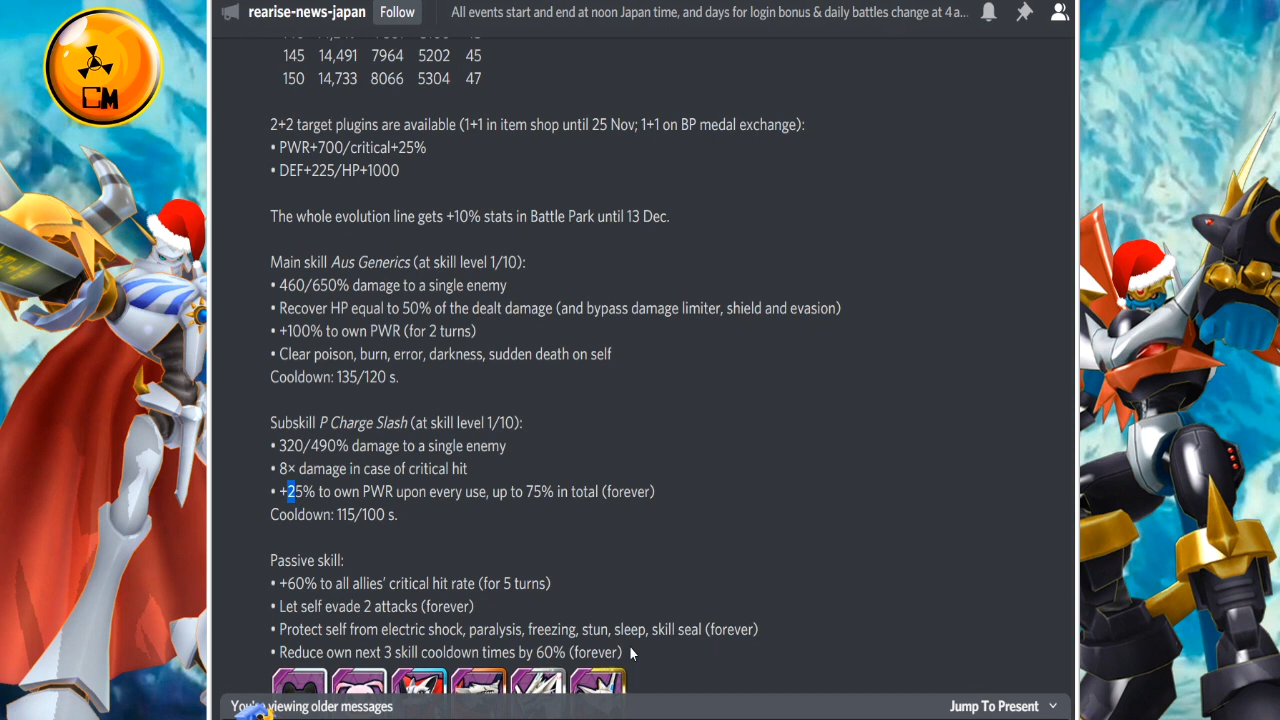 rearise-news-japan Follow All events start and end at noon Japan time, and days for login bonus & daily battles change at 4 a...
CM
145 14,491 7964 5202 45
150 14,733 8066 5304 47
2+2 target plugins are available (1+1 in item shop until 25 Nov; 1+1 on BP medal exchange):
• PWR+700/critical+25%
• DEF+225/HP+1000
The whole evolution line gets +10% stats in Battle Park until 13 Dec.
Main skill Aus Generics (at skill level 1/10):
• 460/650% damage to a single enemy
• Recover HP equal to 50% of the dealt damage (and bypass damage limiter, shield and evasion)
• +100% to own PWR (for 2 turns)
• Clear poison, burn, error, darkness, sudden death on self
Cooldown: 135/120 s.
Subskill P Charge Slash (at skill level 1/10):
• 320/490% damage to a single enemy
• 8× damage in case of critical hit
• +25% to own PWR upon every use, up to 75% in total (forever)
Cooldown: 115/100 s.
Passive skill:
• +60% to all allies' critical hit rate (for 5 turns)
• Let self evade 2 attacks (forever)
• Protect self from electric shock, paralysis, freezing, stun, sleep, skill seal (forever)
• Reduce own next 3 skill cooldown times by 60% (forever)
You're viewing older messages Jump To Present